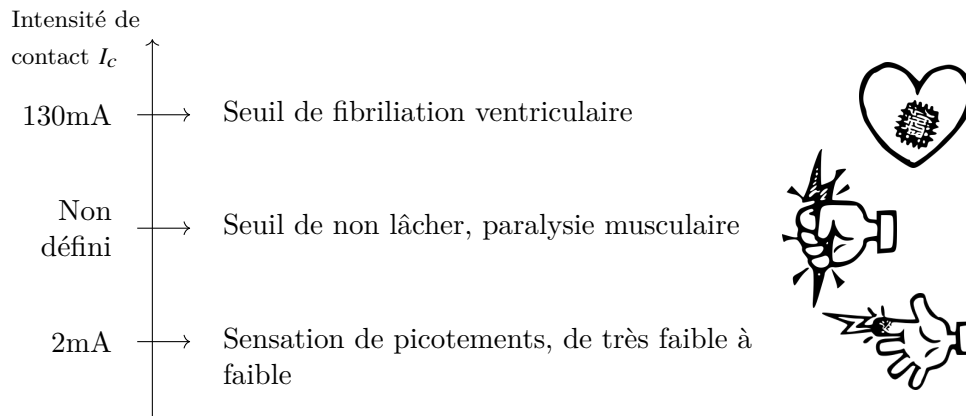 Intensité de
contact I_c
130mA
Seuil de fibriliation ventriculaire
Non
défini
Seuil de non lâcher, paralysie musculaire
2mA
Sensation de picotements, de très faible à
faible